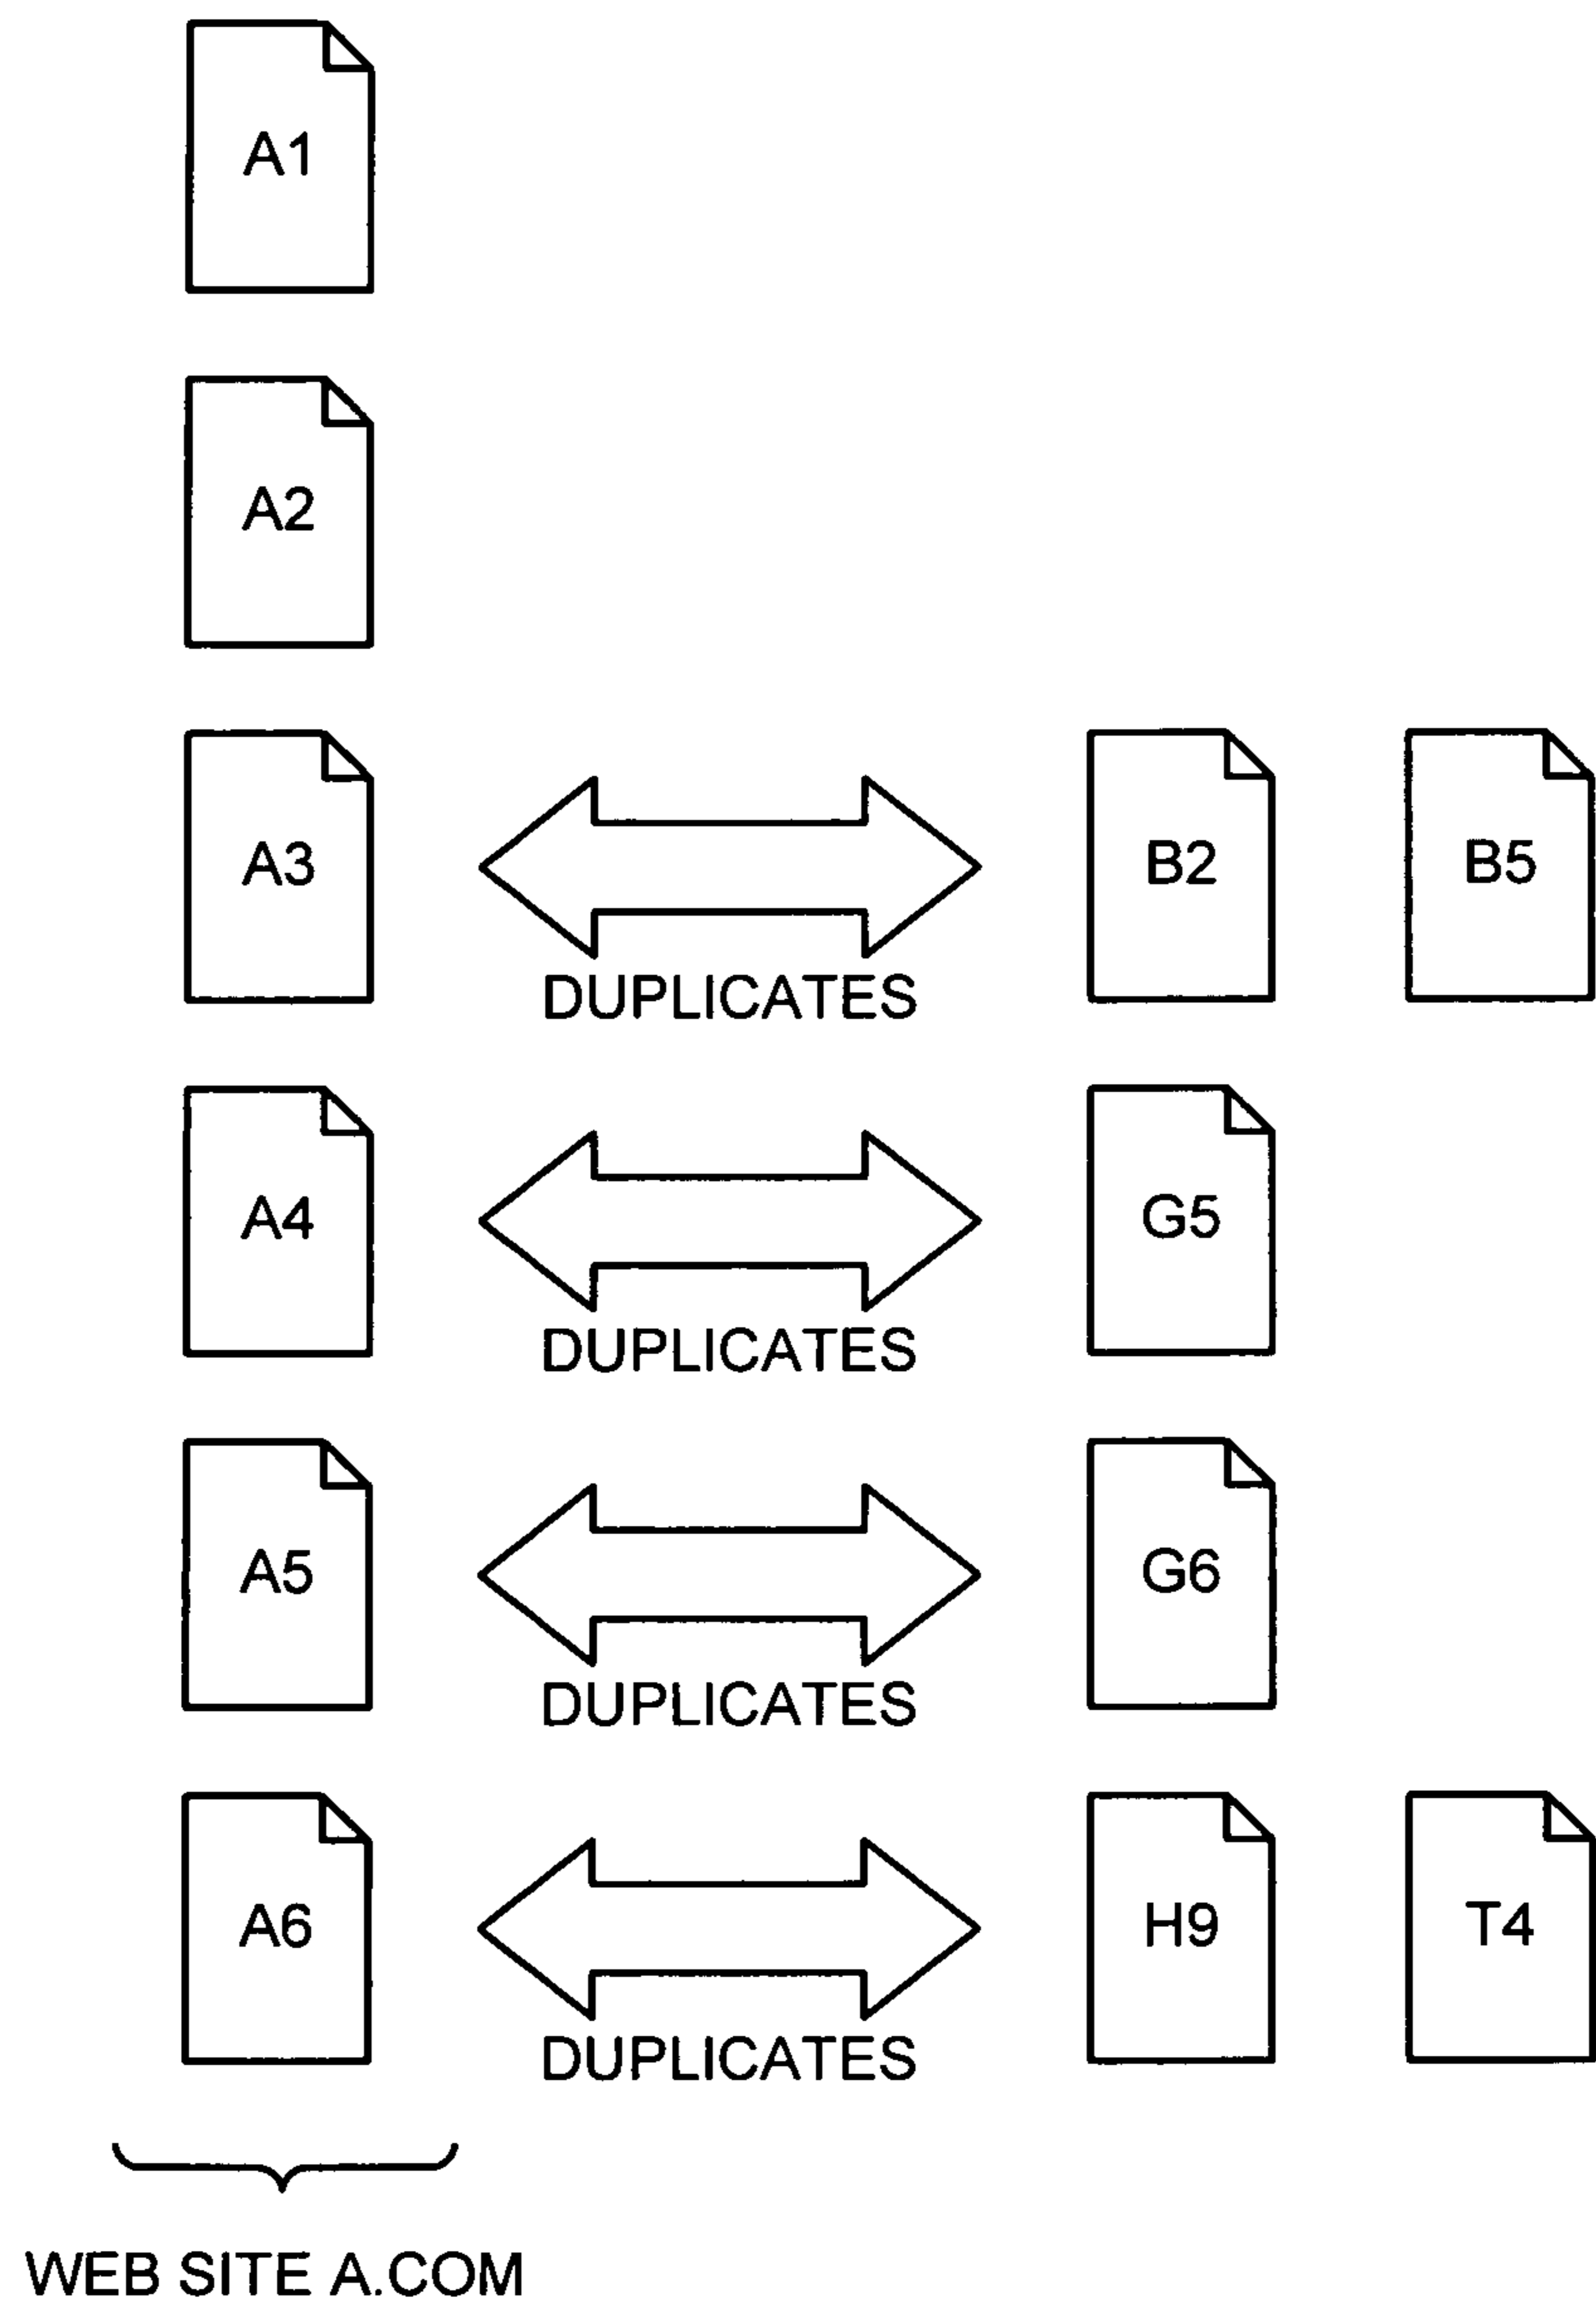 A1
A2
A3
B2
B5
DUPLICATES
A4
G5
DUPLICATES
A5
G6
DUPLICATES
A6
H9
T4
DUPLICATES
WEB SITE A.COM